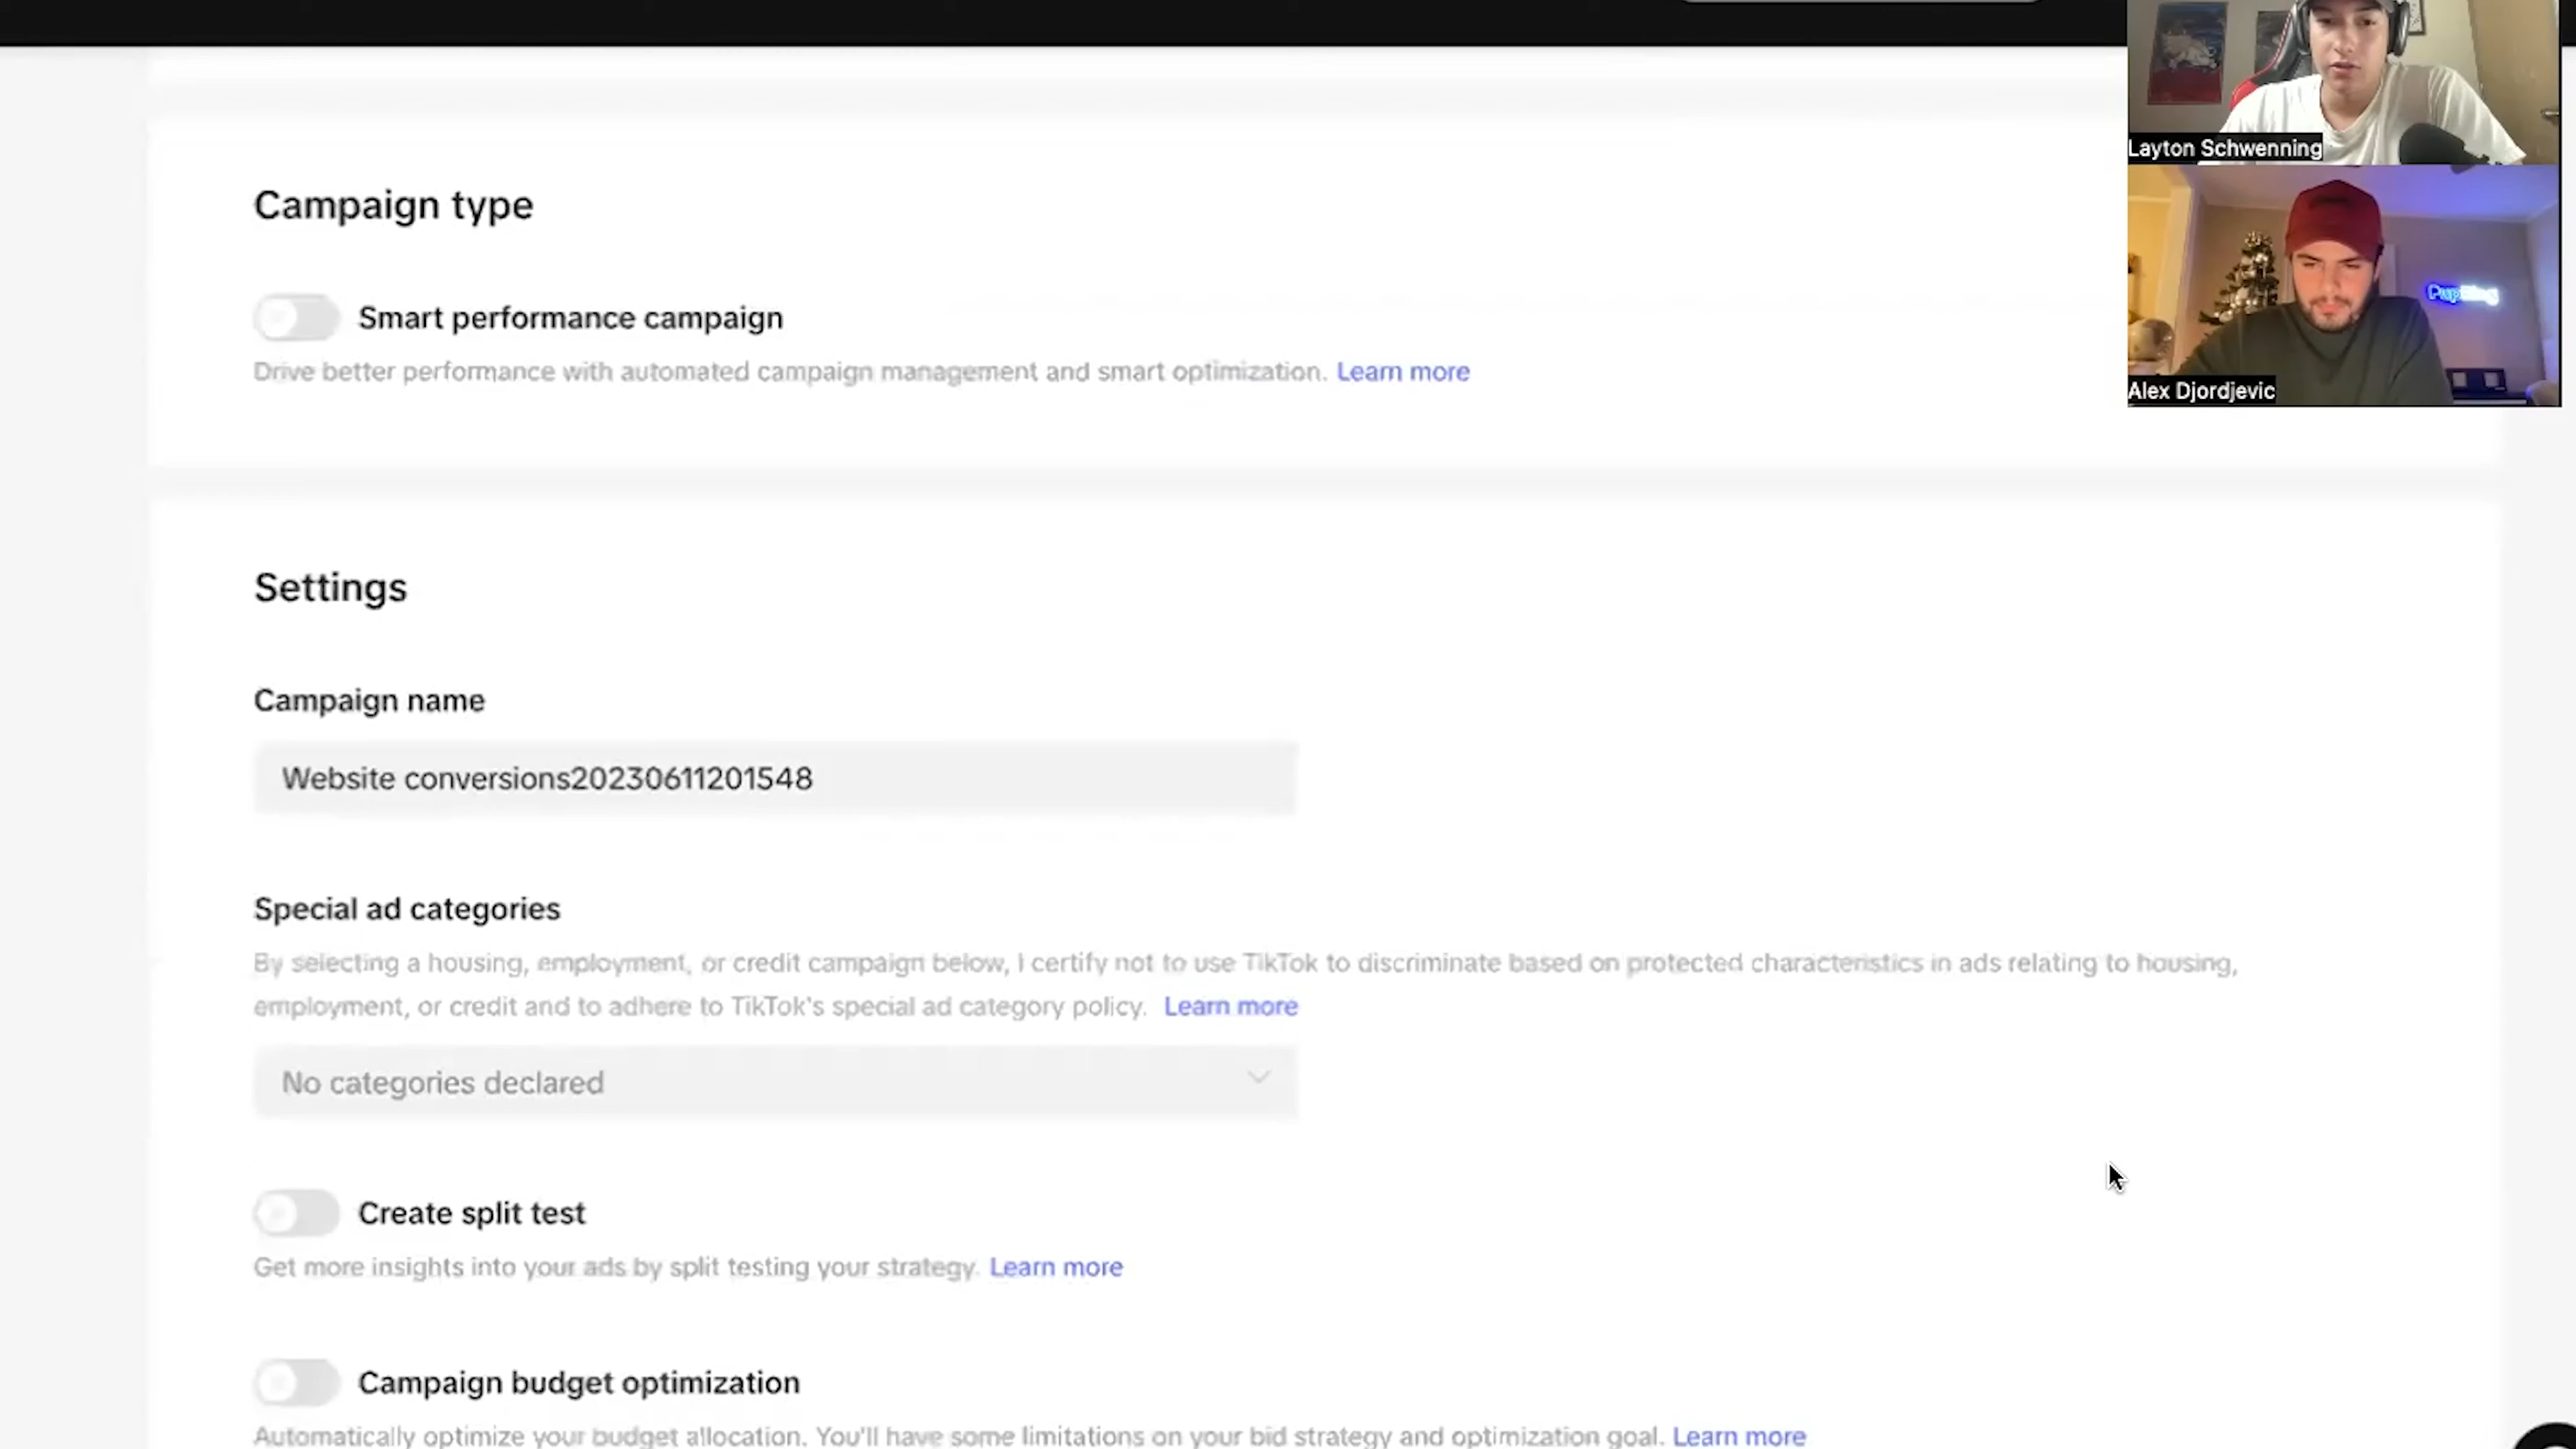 Campaign type
Smart performance campaign
Drive better performance with automated campaign management and smart optimization. Learn more
Settings
Campaign name
Website conversions20230611201548
Special ad categories
By selecting a housing, employment, or credit campaign below, I certify not to use TikTok to discriminate based on protected characteristics in ads relating to housing,
employment, or credit and to adhere to TikTok's special ad category policy. Learn more
No categories declared
Create split test
Get more insights into your ads by split testing your strategy. Learn more
Campaign budget optimization
Automatically optimize your budget allocation. You'll have some limitations on your bid strategy and optimization goal. Learn more
Layton Schwenning
Alex Djordjevic